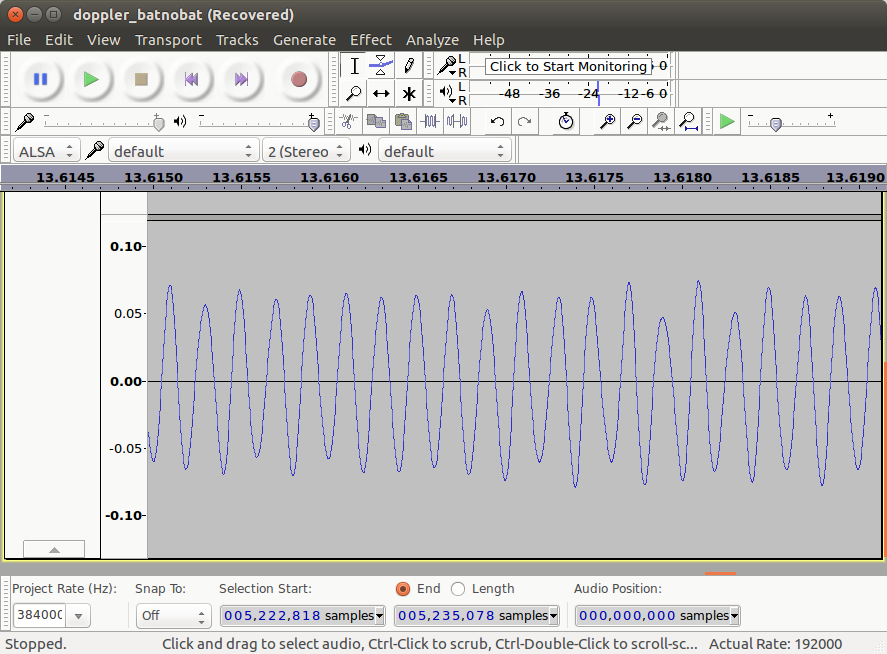 doppler_batnobat (Recovered)
File Edit View Transport Tracks Generate Effect Analyze Help
L R Click to Start Monitoring 6 0
L R -48 -36 -24 -12 -6 0
- + - +
- +
ALSA default 2 (Stereo default
13.6145 13.6150 13.6155 13.6160 13.6165 13.6170 13.6175 13.6180 13.6185 13.6190
0.10
0.05
0.00
-0.05
-0.10
Project Rate (Hz): Snap To: Selection Start: End Length Audio Position:
384000 Off 005,222,818 samples 005,235,078 samples 000,000,000 samples
Stopped. Click and drag to select audio, Ctrl-Click to scrub, Ctrl-Double-Click to scroll-sc... Actual Rate: 192000